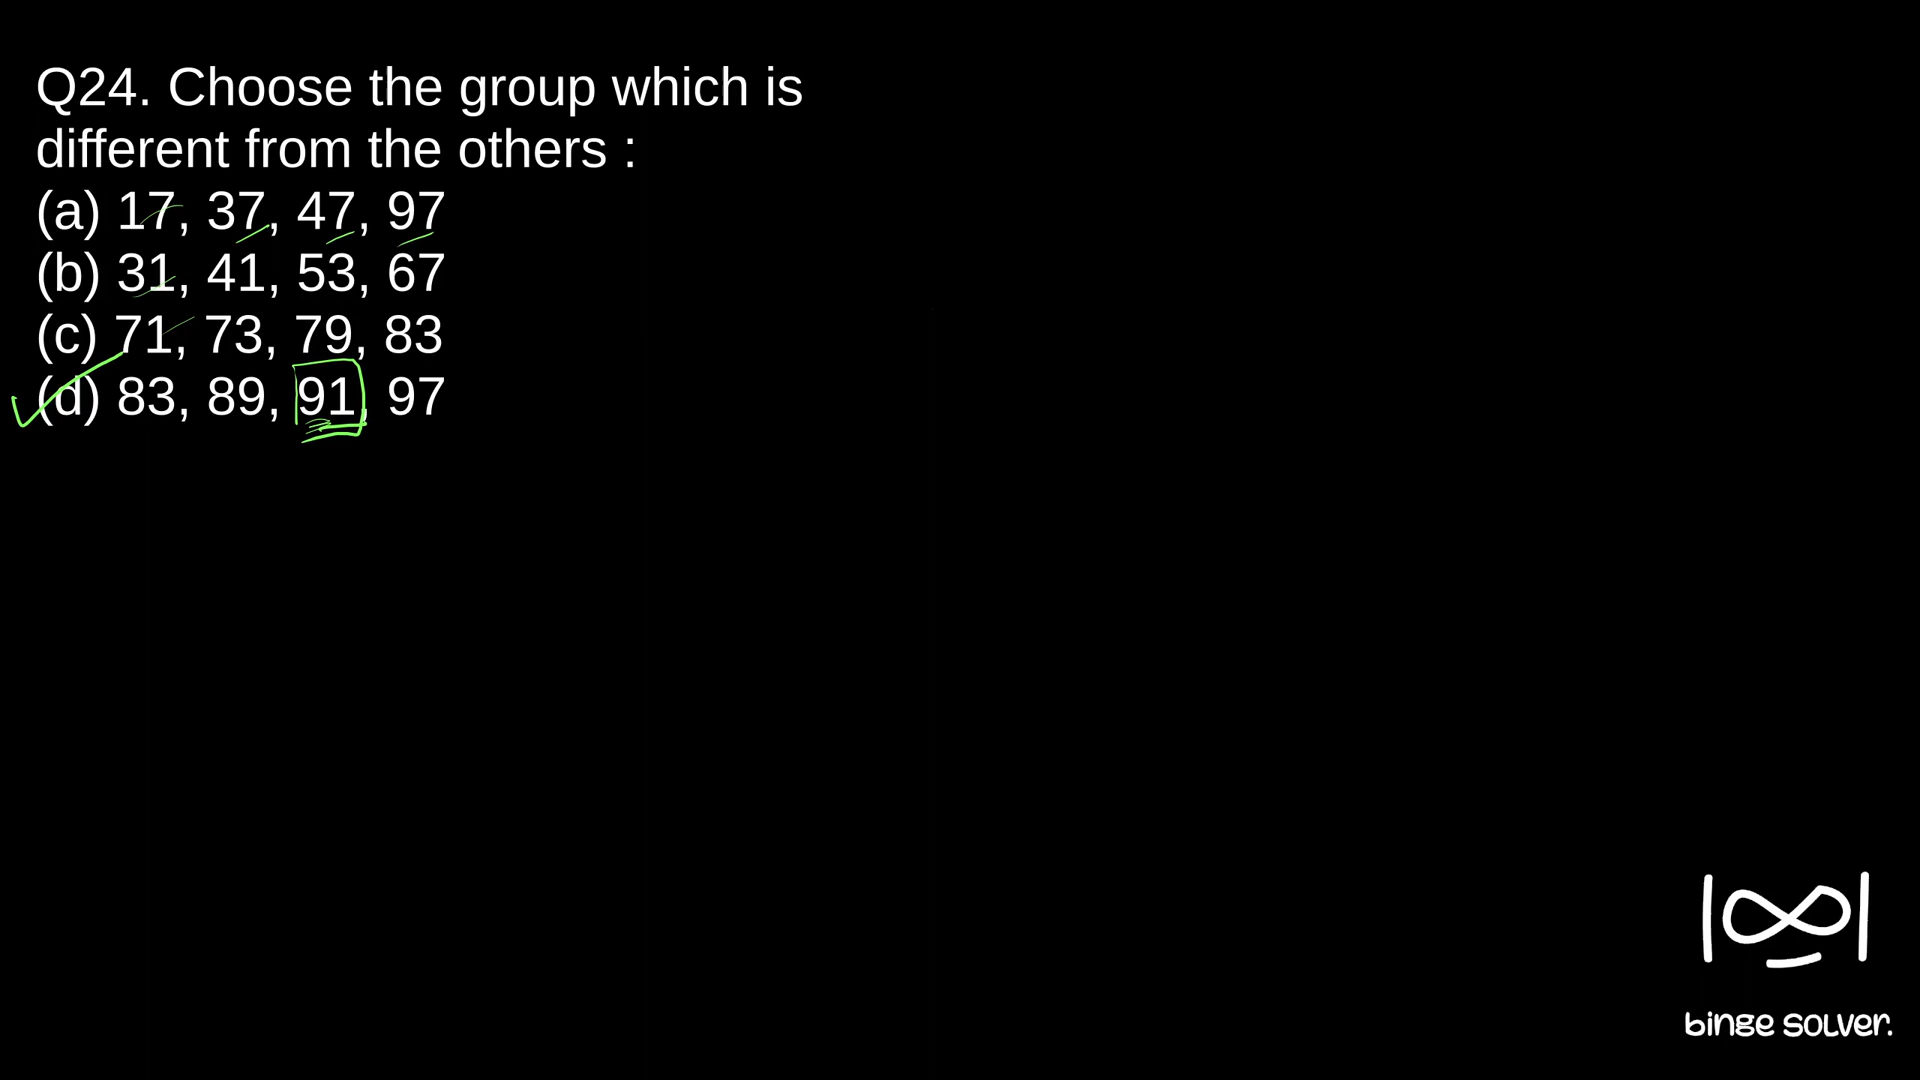 Q24. Choose the group which is
different from the others :
(a) 17, 37, 47, 97
(b) 31, 41, 53, 67
(c) 71, 73, 79, 83
(d) 83, 89, 91, 97
binge solver.